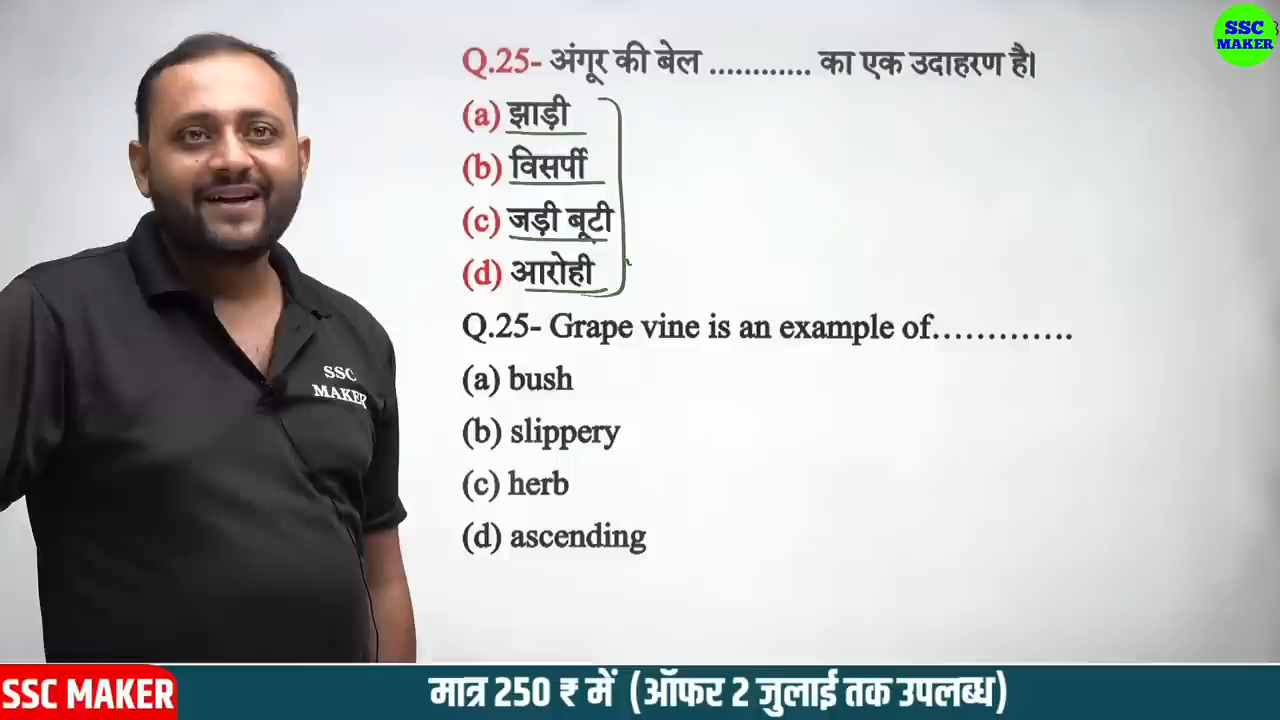 SSC
MAKER
Q.25- अंगूर की बेल ............ का एक उदाहरण है।
(a) झाड़ी
(b) विसर्पी
(c) जड़ी बूटी
(d) आरोही
Q.25- Grape vine is an example of.............
(a) bush
(b) slippery
(c) herb
(d) ascending
SSC
MAKER
SSC MAKER
मात्र 250 ₹ में (ऑफर 2 जुलाई तक उपलब्ध)